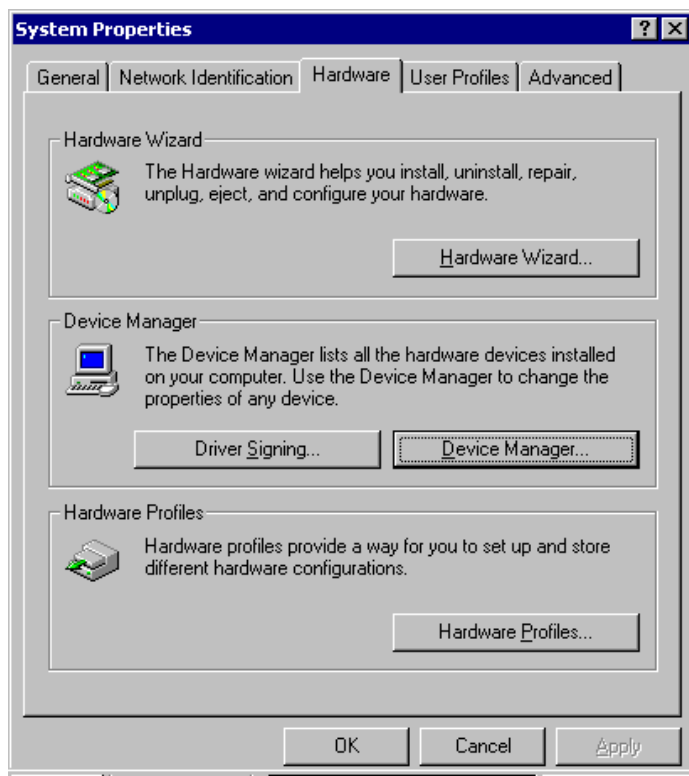 System Properties
General Network Identification Hardware User Profiles Advanced
Hardware Wizard
The Hardware wizard helps you install, uninstall, repair,
unplug, eject, and configure your hardware.
Hardware Wizard...
Device Manager
The Device Manager lists all the hardware devices installed
on your computer. Use the Device Manager to change the
properties of any device.
Driver Signing... Device Manager...
Hardware Profiles
Hardware profiles provide a way for you to set up and store
different hardware configurations.
Hardware Profiles...
OK Cancel Apply